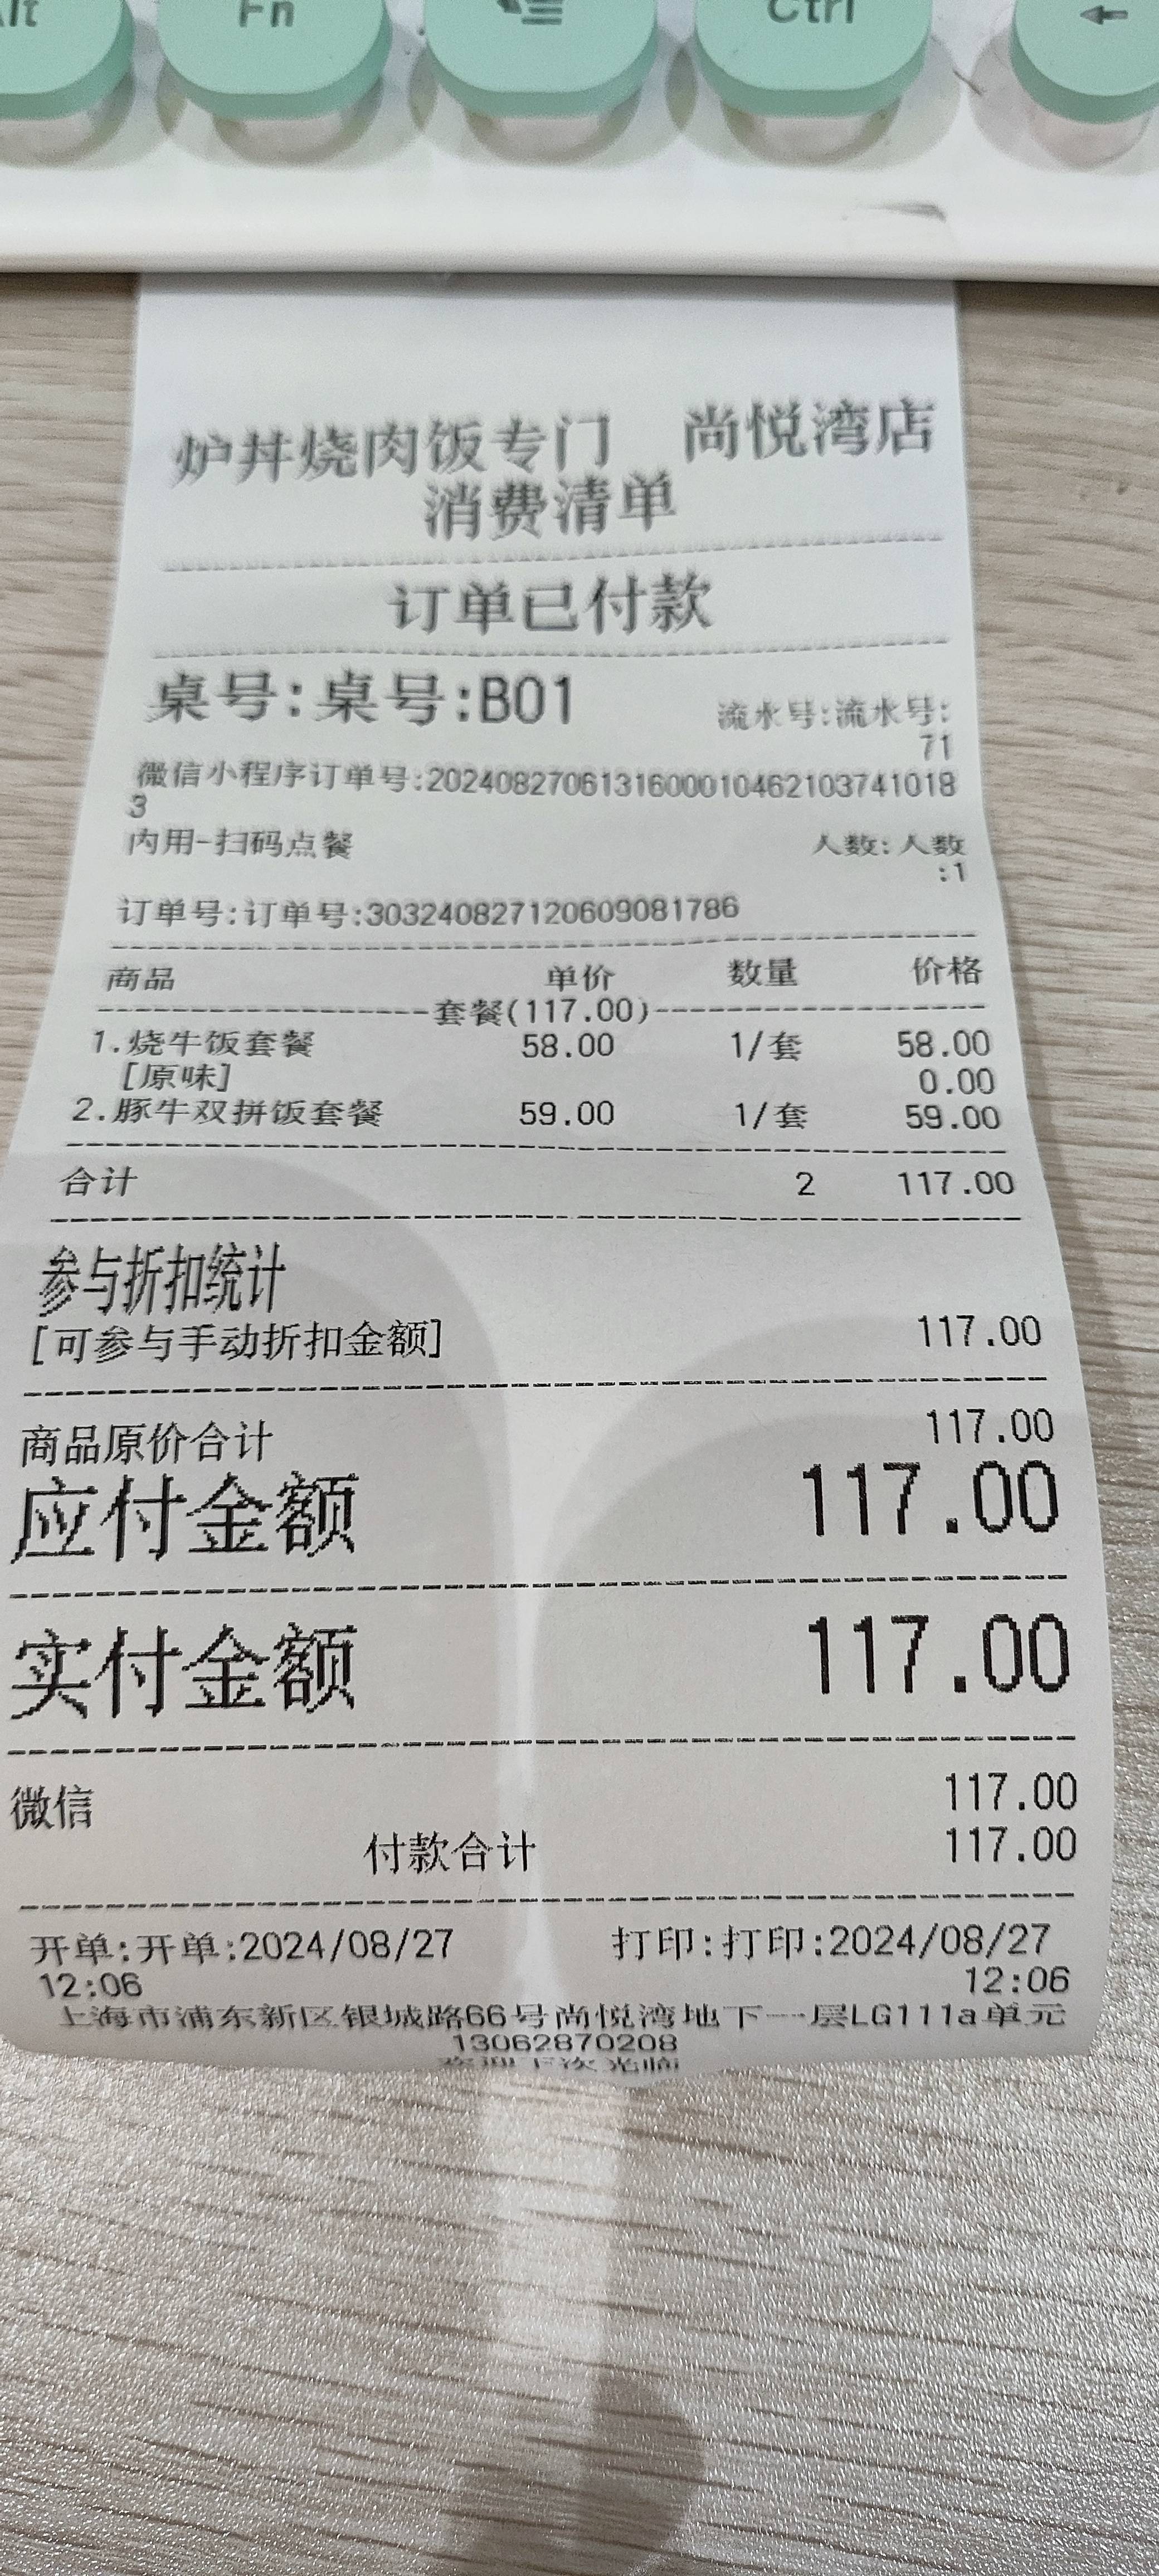 Alt Fn Ctrl ←
炉丼烧肉饭专门 尚悦湾店
消费清单
订单已付款
桌号:桌号:B01 流水号:流水号:
71
微信小程序订单号:2024082706131600010462103741018
3
内用-扫码点餐 人数:人数
:1
订单号:订单号:303240827120609081786
商品 单价 数量 价格
套餐(117.00)
1.烧牛饭套餐 58.00 1/套 58.00
[原味] 0.00
2.豚牛双拼饭套餐 59.00 1/套 59.00
合计 2 117.00
参与折扣统计
[可参与手动折扣金额] 117.00
商品原价合计 117.00
应付金额 117.00
实付金额 117.00
微信 117.00
付款合计 117.00
开单:开单:2024/08/27 打印:打印:2024/08/27
12:06 12:06
上海市浦东新区银城路66号尚悦湾地下一层LG111a单元
13062870208
欢迎下次光临